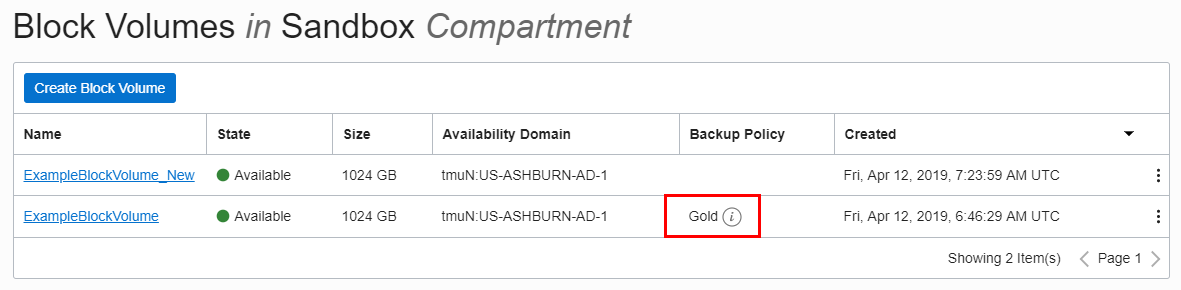 Block Volumes in Sandbox Compartment
Create Block Volume
Name State Size Availability Domain Backup Policy Created
ExampleBlockVolume_New Available 1024 GB tmuN:US-ASHBURN-AD-1 Fri, Apr 12, 2019, 7:23:59 AM UTC
ExampleBlockVolume Available 1024 GB tmuN:US-ASHBURN-AD-1 Gold i Fri, Apr 12, 2019, 6:46:29 AM UTC
Showing 2 Item(s) Page 1